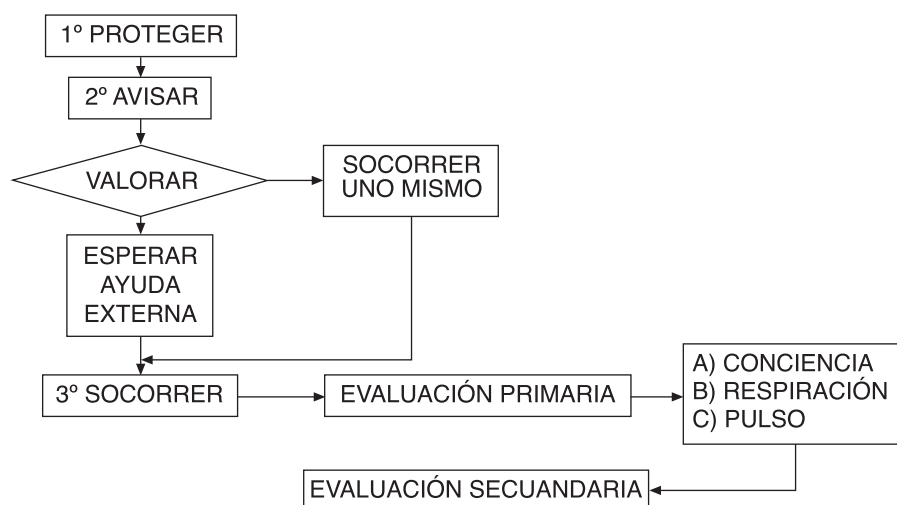 1º PROTEGER
2º AVISAR
VALORAR
SOCORRER
UNO MISMO
ESPERAR
AYUDA
EXTERNA
3º SOCORRER
EVALUACIÓN PRIMARIA
A) CONCIENCIA
B) RESPIRACIÓN
C) PULSO
EVALUACIÓN SECUANDARIA